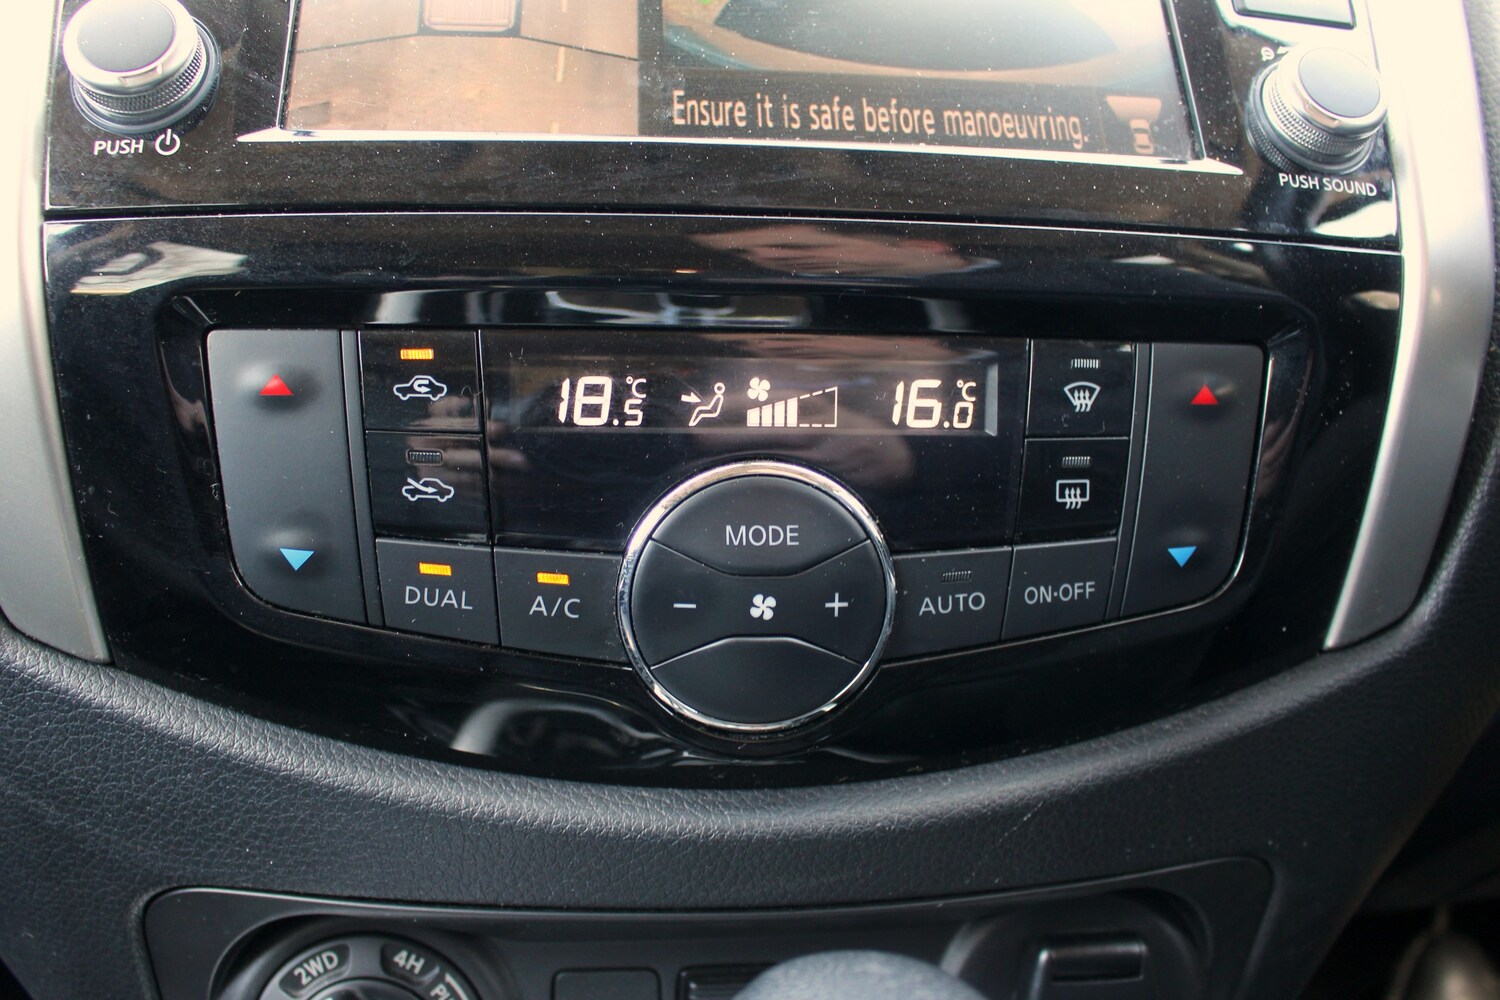 Ensure it is safe before manoeuvring.
PUSH
PUSH SOUND
18.5°C
16.0°C
MODE
DUAL
A/C
− +
AUTO
ON·OFF
2WD
4H